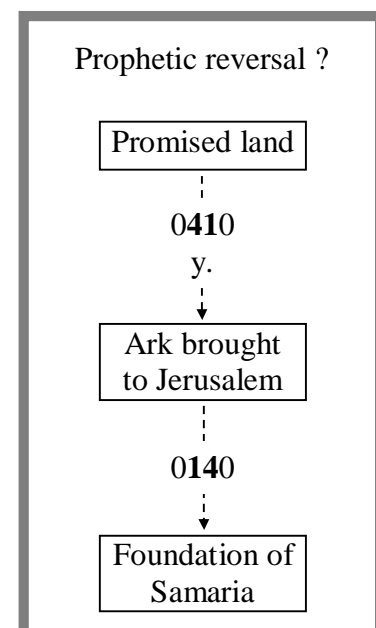 Prophetic reversal ?
Promised land
0410
y.
Ark brought
to Jerusalem
0140
Foundation of
Samaria